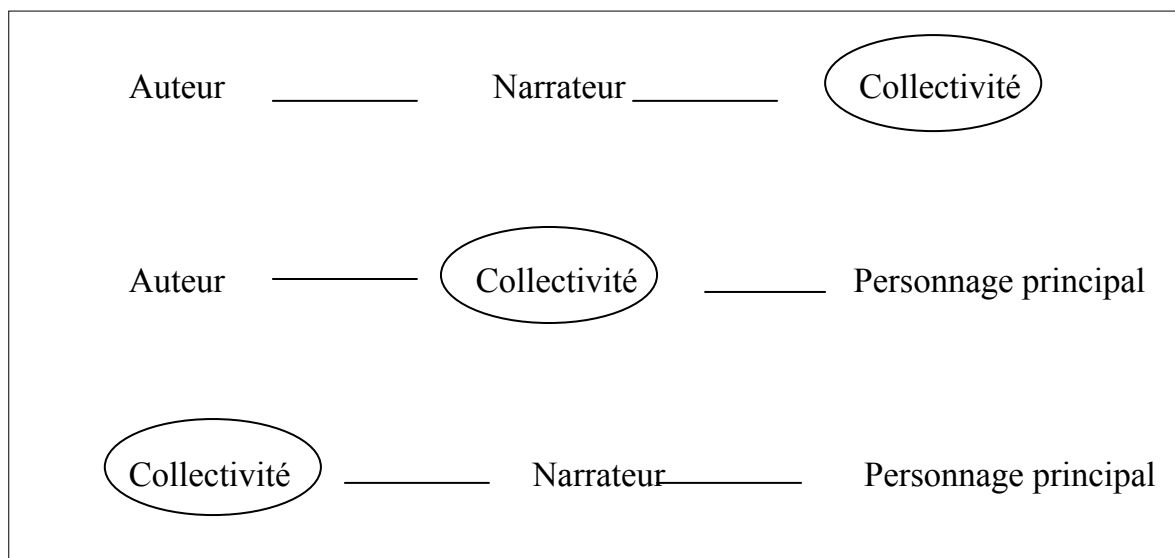 Auteur Narrateur Collectivité
Auteur Collectivité Personnage principal
Collectivité Narrateur Personnage principal